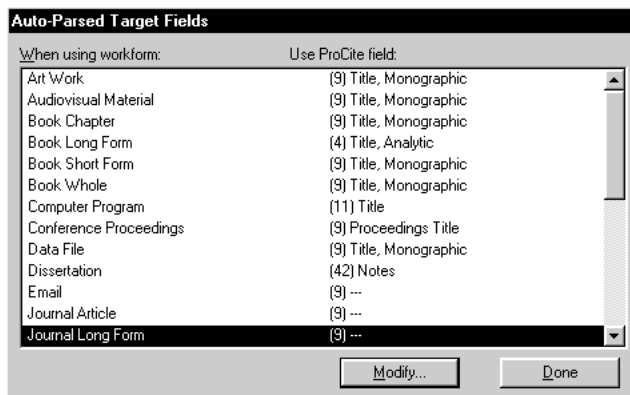 Auto-Parsed Target Fields
When using workform: Use ProCite field:
Art Work (9) Title, Monographic
Audiovisual Material (9) Title, Monographic
Book Chapter (9) Title, Monographic
Book Long Form (4) Title, Analytic
Book Short Form (9) Title, Monographic
Book Whole (9) Title, Monographic
Computer Program (11) Title
Conference Proceedings (9) Proceedings Title
Data File (9) Title, Monographic
Dissertation (42) Notes
Email (9) ---
Journal Article (9) ---
Journal Long Form (9) ---
Modify... Done